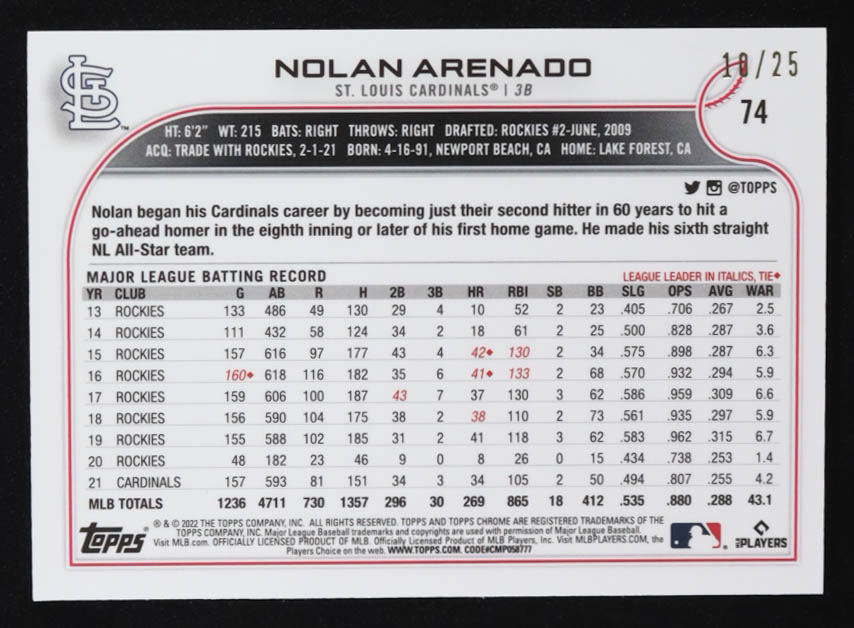 NOLAN ARENADO
ST. LOUIS CARDINALS® | 3B
18/25
74
HT: 6'2" WT: 215 BATS: RIGHT THROWS: RIGHT DRAFTED: ROCKIES #2-JUNE, 2009
ACQ: TRADE WITH ROCKIES, 2-1-21 BORN: 4-16-91, NEWPORT BEACH, CA HOME: LAKE FOREST, CA
@TOPPS
Nolan began his Cardinals career by becoming just their second hitter in 60 years to hit a
go-ahead homer in the eighth inning or later of his first home game. He made his sixth straight
NL All-Star team.
MAJOR LEAGUE BATTING RECORD LEAGUE LEADER IN ITALICS, TIE♦
YR CLUB G AB R H 2B 3B HR RBI SB BB SLG OPS AVG WAR
13 ROCKIES 133 486 49 130 29 4 10 52 2 23 .405 .706 .267 2.5
14 ROCKIES 111 432 58 124 34 2 18 61 2 25 .500 .828 .287 3.6
15 ROCKIES 157 616 97 177 43 4 42♦ 130 2 34 .575 .898 .287 6.3
16 ROCKIES 160♦ 618 116 182 35 6 41♦ 133 2 68 .570 .932 .294 5.9
17 ROCKIES 159 606 100 187 43 7 37 130 3 62 .586 .959 .309 6.6
18 ROCKIES 156 590 104 175 38 2 38 110 2 73 .561 .935 .297 5.9
19 ROCKIES 155 588 102 185 31 2 41 118 3 62 .583 .962 .315 6.7
20 ROCKIES 48 182 23 46 9 0 8 26 0 15 .434 .738 .253 1.4
21 CARDINALS 157 593 81 151 34 3 34 105 2 50 .494 .807 .255 4.2
MLB TOTALS 1236 4711 730 1357 296 30 269 865 18 412 .535 .880 .288 43.1
Topps
® & © 2022 THE TOPPS COMPANY, INC. ALL RIGHTS RESERVED. TOPPS AND TOPPS CHROME ARE REGISTERED TRADEMARKS OF THE
TOPPS COMPANY, INC. Major League Baseball trademarks and copyrights are used with permission of Major League Baseball.
Visit MLB.com. OFFICIALLY LICENSED PRODUCT OF MLB. Officially Licensed Product of MLB Players, Inc. Visit MLBPLAYERS.COM, the
Players Choice on the web. WWW.TOPPS.COM. CODE#CMP058777
MLB PLAYERS